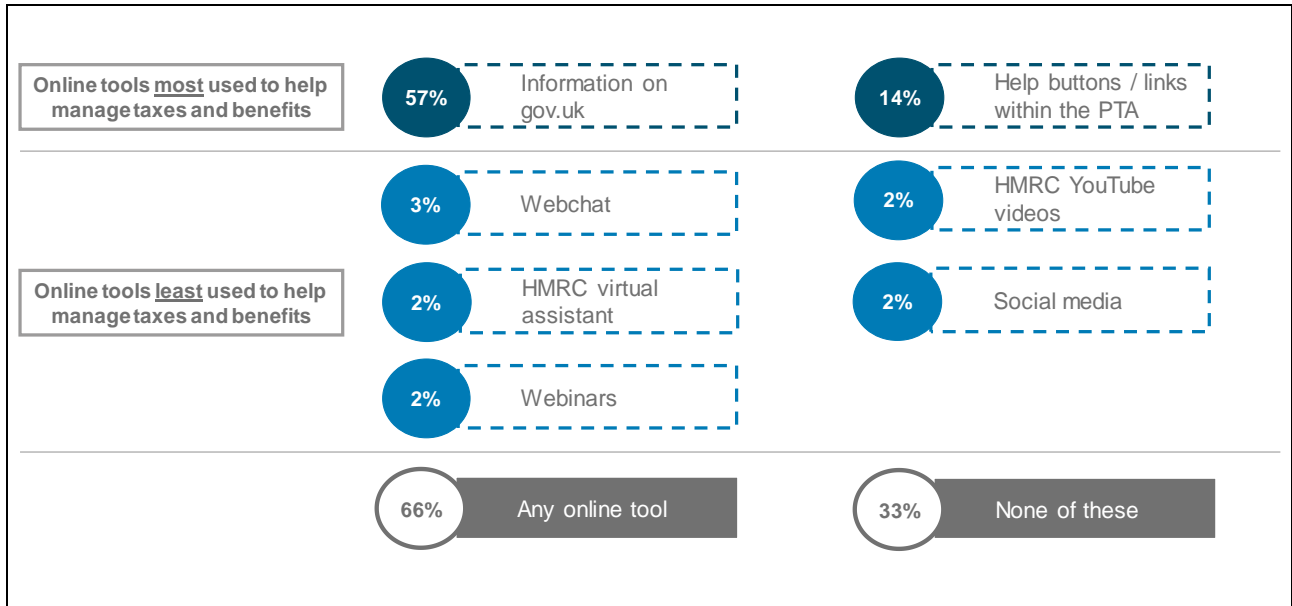 Online tools most used to help
manage taxes and benefits
57%
Information on
gov.uk
14%
Help buttons / links
within the PTA
3%
Webchat
2%
HMRC YouTube
videos
Online tools least used to help
manage taxes and benefits
2%
HMRC virtual
assistant
2%
Social media
2%
Webinars
66%
Any online tool
33%
None of these